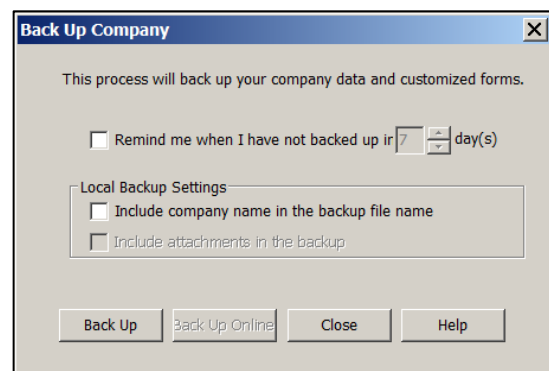 Back Up Company
This process will back up your company data and customized forms.
Remind me when I have not backed up ir 7 day(s)
Local Backup Settings
Include company name in the backup file name
Include attachments in the backup
Back Up Back Up Online Close Help